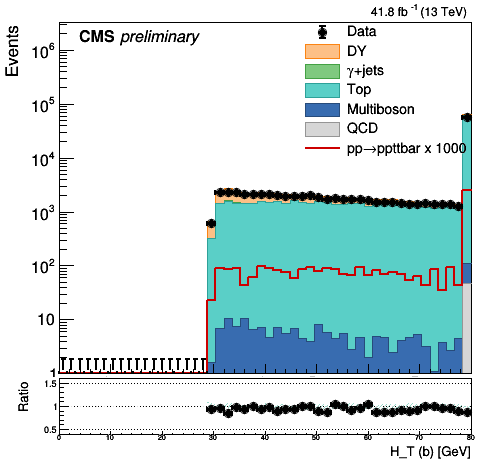 41.8 fb⁻¹ (13 TeV)
CMS preliminary
Data
DY
γ+jets
Top
Multiboson
QCD
pp→ppttbar x 1000
Events
10⁶
10⁵
10⁴
10³
10²
10
1
Ratio
1.5
1
0.5
0 10 20 30 40 50 60 70 80
H_T (b) [GeV]